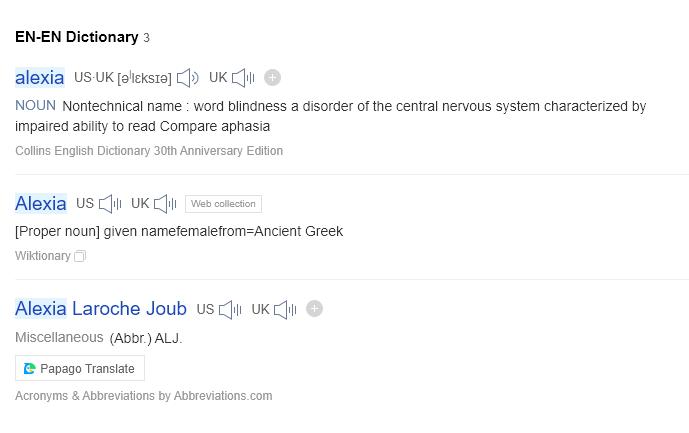 EN-EN Dictionary 3
alexia US·UK [əˈlɛksɪə] UK
NOUN Nontechnical name : word blindness a disorder of the central nervous system characterized by
impaired ability to read Compare aphasia
Collins English Dictionary 30th Anniversary Edition
Alexia US UK Web collection
[Proper noun] given namefemalefrom=Ancient Greek
Wiktionary
Alexia Laroche Joub US UK
Miscellaneous (Abbr.) ALJ.
Papago Translate
Acronyms & Abbreviations by Abbreviations.com